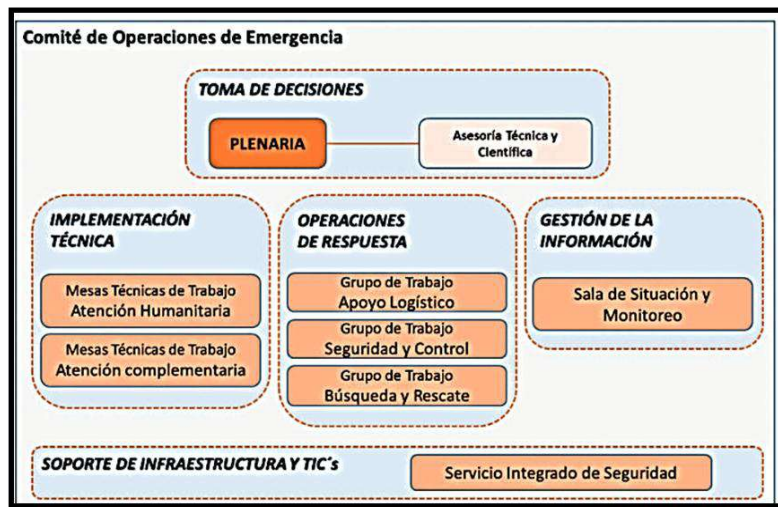 Comité de Operaciones de Emergencia
TOMA DE DECISIONES
PLENARIA
Asesoría Técnica y
Científica
IMPLEMENTACIÓN
TÉCNICA
Mesas Técnicas de Trabajo
Atención Humanitaria
Mesas Técnicas de Trabajo
Atención complementaria
OPERACIONES
DE RESPUESTA
Grupo de Trabajo
Apoyo Logístico
Grupo de Trabajo
Seguridad y Control
Grupo de Trabajo
Búsqueda y Rescate
GESTIÓN DE LA
INFORMACIÓN
Sala de Situación y
Monitoreo
SOPORTE DE INFRAESTRUCTURA Y TIC´s
Servicio Integrado de Seguridad